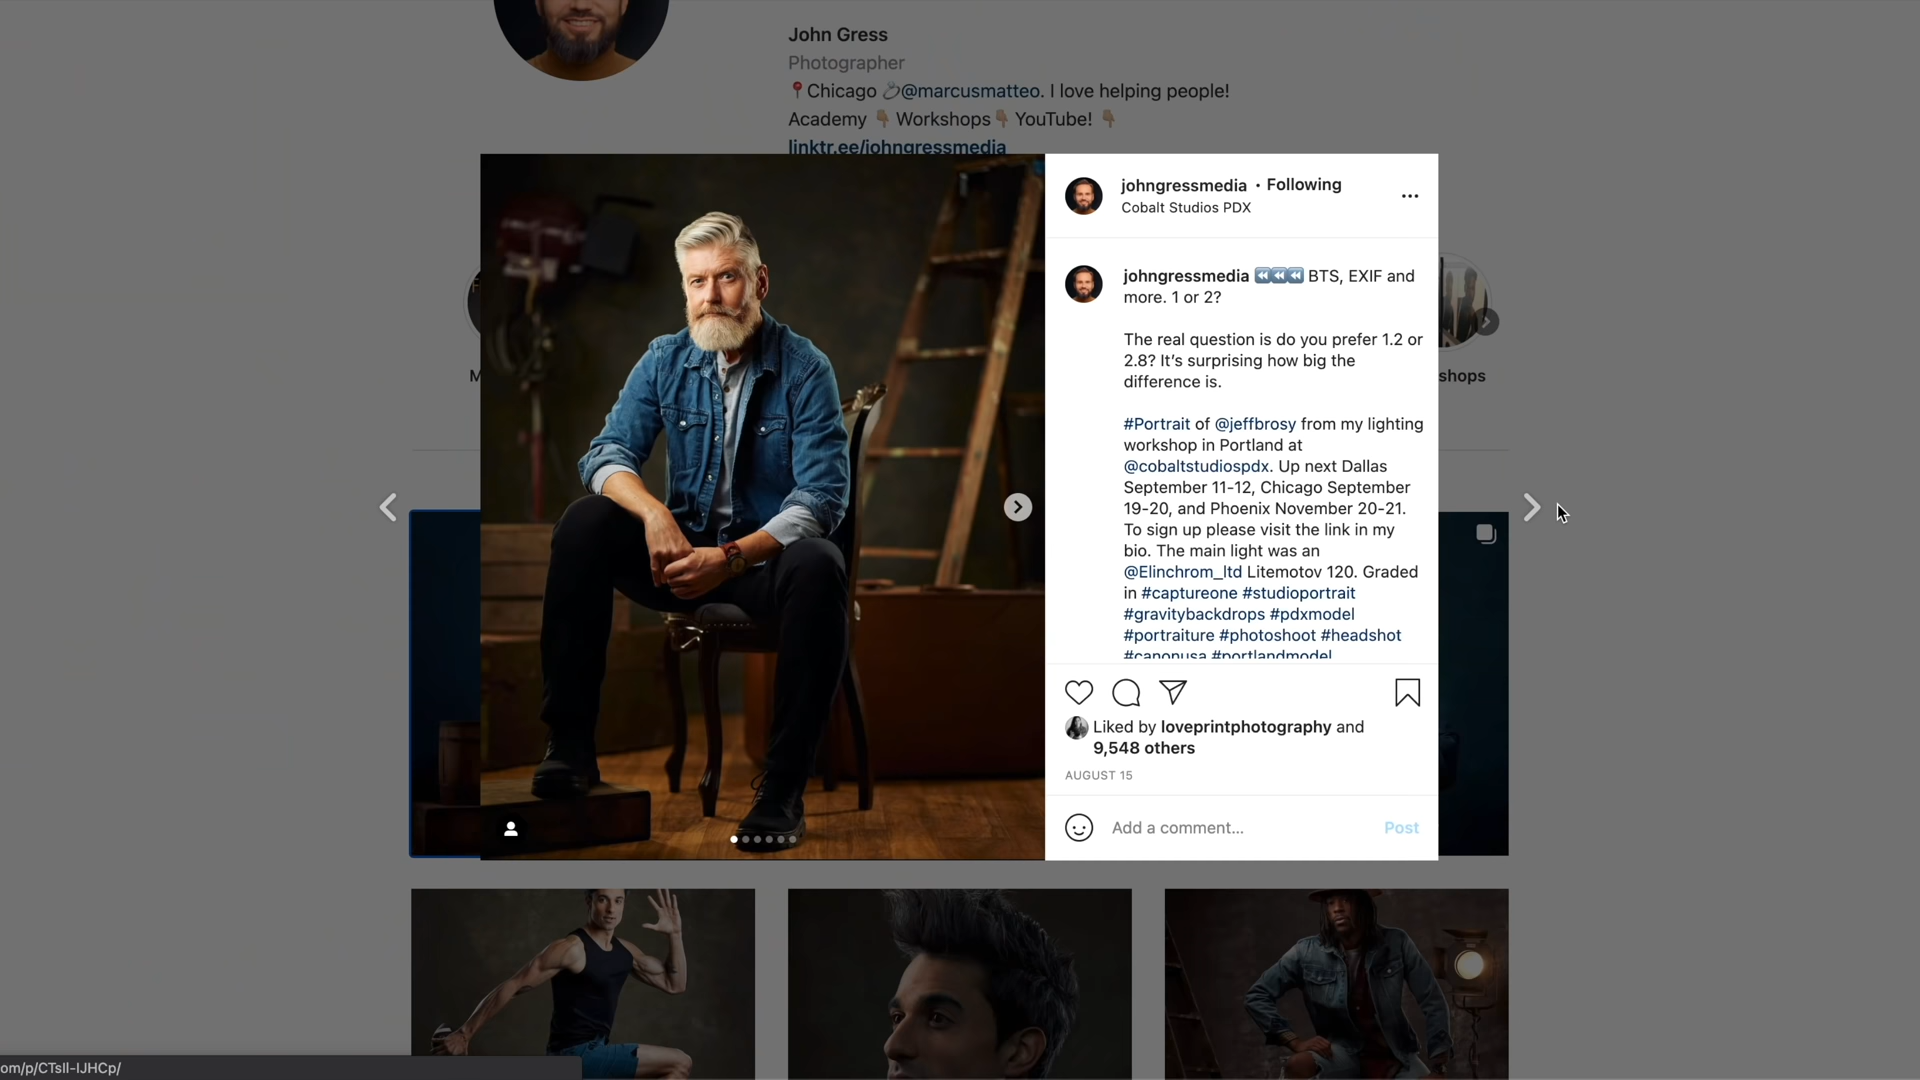 John Gress
Photographer
📍Chicago 💍@marcusmatteo. I love helping people!
Academy 👇🏼 Workshops👇🏼 YouTube! 👇🏼
linktr.ee/johngressmedia
johngressmedia • Following
Cobalt Studios PDX
johngressmedia ⏪⏪⏪ BTS, EXIF and
more. 1 or 2?
The real question is do you prefer 1.2 or
2.8? It’s surprising how big the
difference is.
#Portrait of @jeffbrosy from my lighting
workshop in Portland at
@cobaltstudiospdx. Up next Dallas
September 11-12, Chicago September
19-20, and Phoenix November 20-21.
To sign up please visit the link in my
bio. The main light was an
@Elinchrom_ltd Litemotov 120. Graded
in #captureone #studioportrait
#gravitybackdrops #pdxmodel
#portraiture #photoshoot #headshot
#canonusa #portlandmodel
Liked by loveprintphotography and
9,548 others
AUGUST 15
Add a comment... Post
M
shops